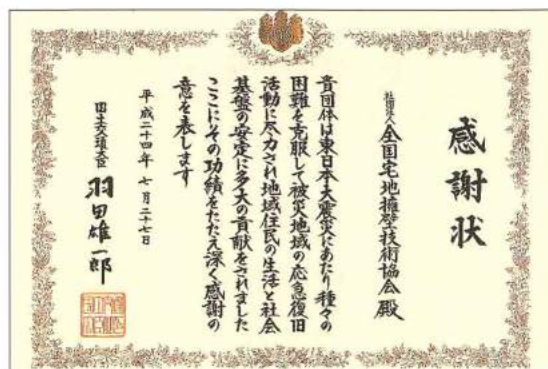 感謝状
社団法人全国宅地擁壁技術協会殿
貴団体は東日本大震災にあたり種々の
困難を克服して被災地域の応急復旧
活動に尽力され地域住民の生活と社会
基盤の安定に多大の貢献をされました
ここにその功績をたたえ深く感謝の
意を表します
平成二十四年七月二十七日
国土交通大臣 羽田雄一郎